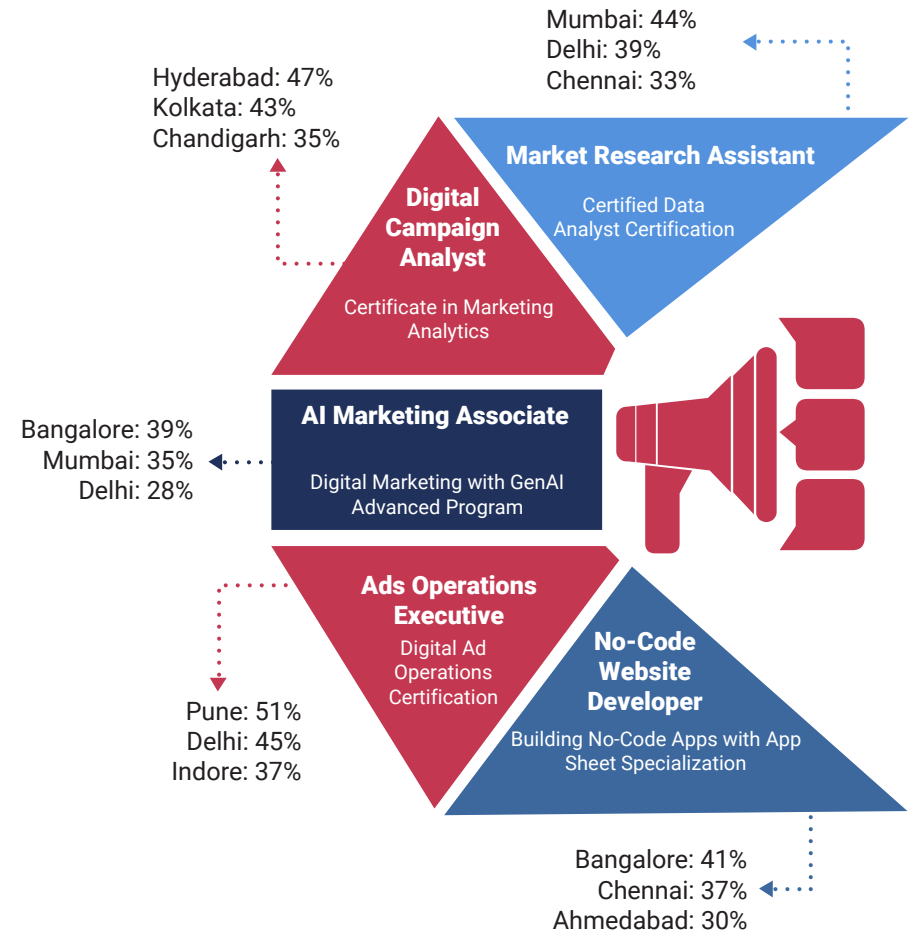 Mumbai: 44%
Delhi: 39%
Chennai: 33%
Hyderabad: 47%
Kolkata: 43%
Chandigarh: 35%
Market Research Assistant
Certified Data
Analyst Certification
Digital
Campaign
Analyst
Certificate in Marketing
Analytics
AI Marketing Associate
Digital Marketing with GenAI
Advanced Program
Bangalore: 39%
Mumbai: 35%
Delhi: 28%
Ads Operations
Executive
Digital Ad
Operations
Certification
Pune: 51%
Delhi: 45%
Indore: 37%
No-Code
Website
Developer
Building No-Code Apps with App
Sheet Specialization
Bangalore: 41%
Chennai: 37%
Ahmedabad: 30%